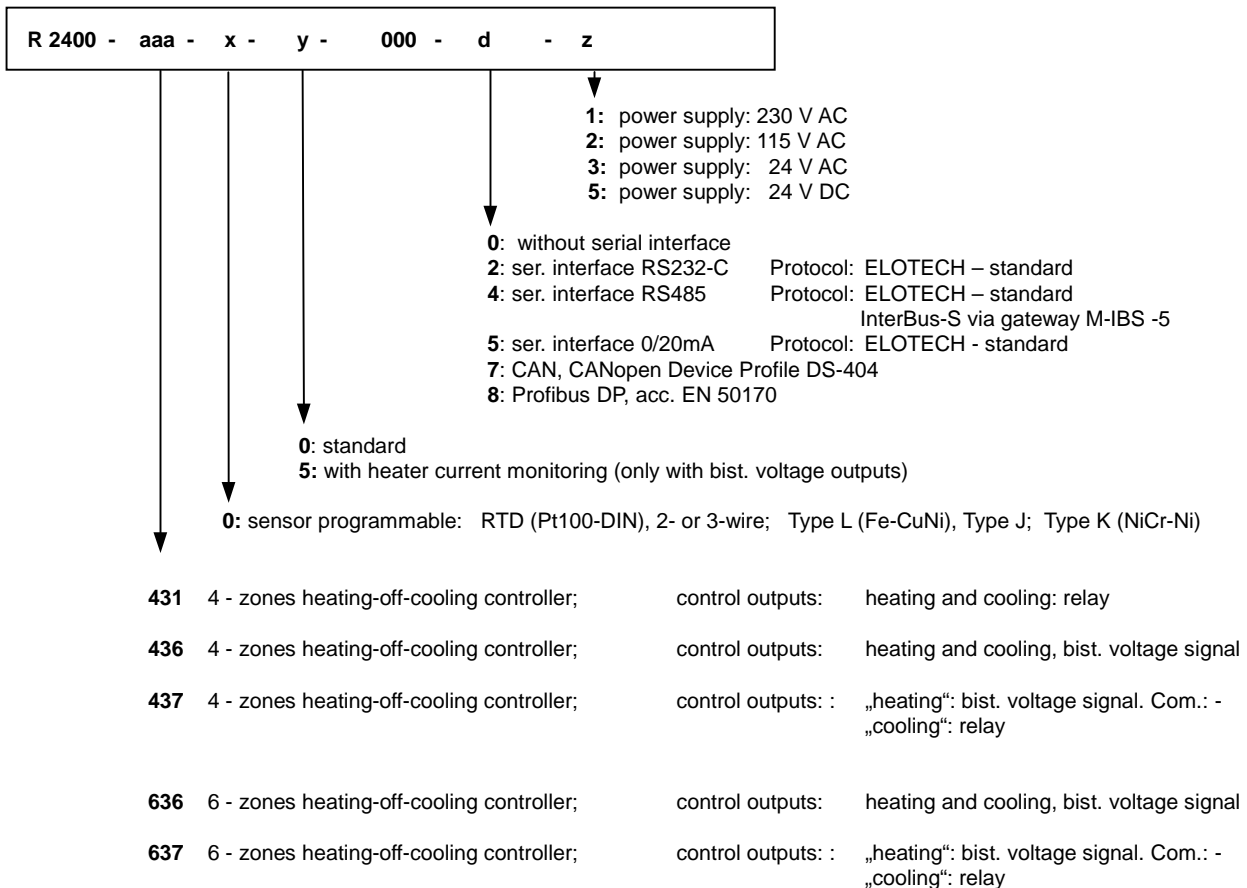 R 2400 - aaa - x - y - 000 - d - z
1: power supply: 230 V AC
2: power supply: 115 V AC
3: power supply: 24 V AC
5: power supply: 24 V DC
0: without serial interface
2: ser. interface RS232-C Protocol: ELOTECH – standard
4: ser. interface RS485 Protocol: ELOTECH – standard
InterBus-S via gateway M-IBS -5
5: ser. interface 0/20mA Protocol: ELOTECH - standard
7: CAN, CANopen Device Profile DS-404
8: Profibus DP, acc. EN 50170
0: standard
5: with heater current monitoring (only with bist. voltage outputs)
0: sensor programmable: RTD (Pt100-DIN), 2- or 3-wire; Type L (Fe-CuNi), Type J; Type K (NiCr-Ni)
431 4 - zones heating-off-cooling controller; control outputs: heating and cooling: relay
436 4 - zones heating-off-cooling controller; control outputs: heating and cooling, bist. voltage signal
437 4 - zones heating-off-cooling controller; control outputs: : „heating“: bist. voltage signal. Com.: -
„cooling“: relay
636 6 - zones heating-off-cooling controller; control outputs: heating and cooling, bist. voltage signal
637 6 - zones heating-off-cooling controller; control outputs: : „heating“: bist. voltage signal. Com.: -
„cooling“: relay